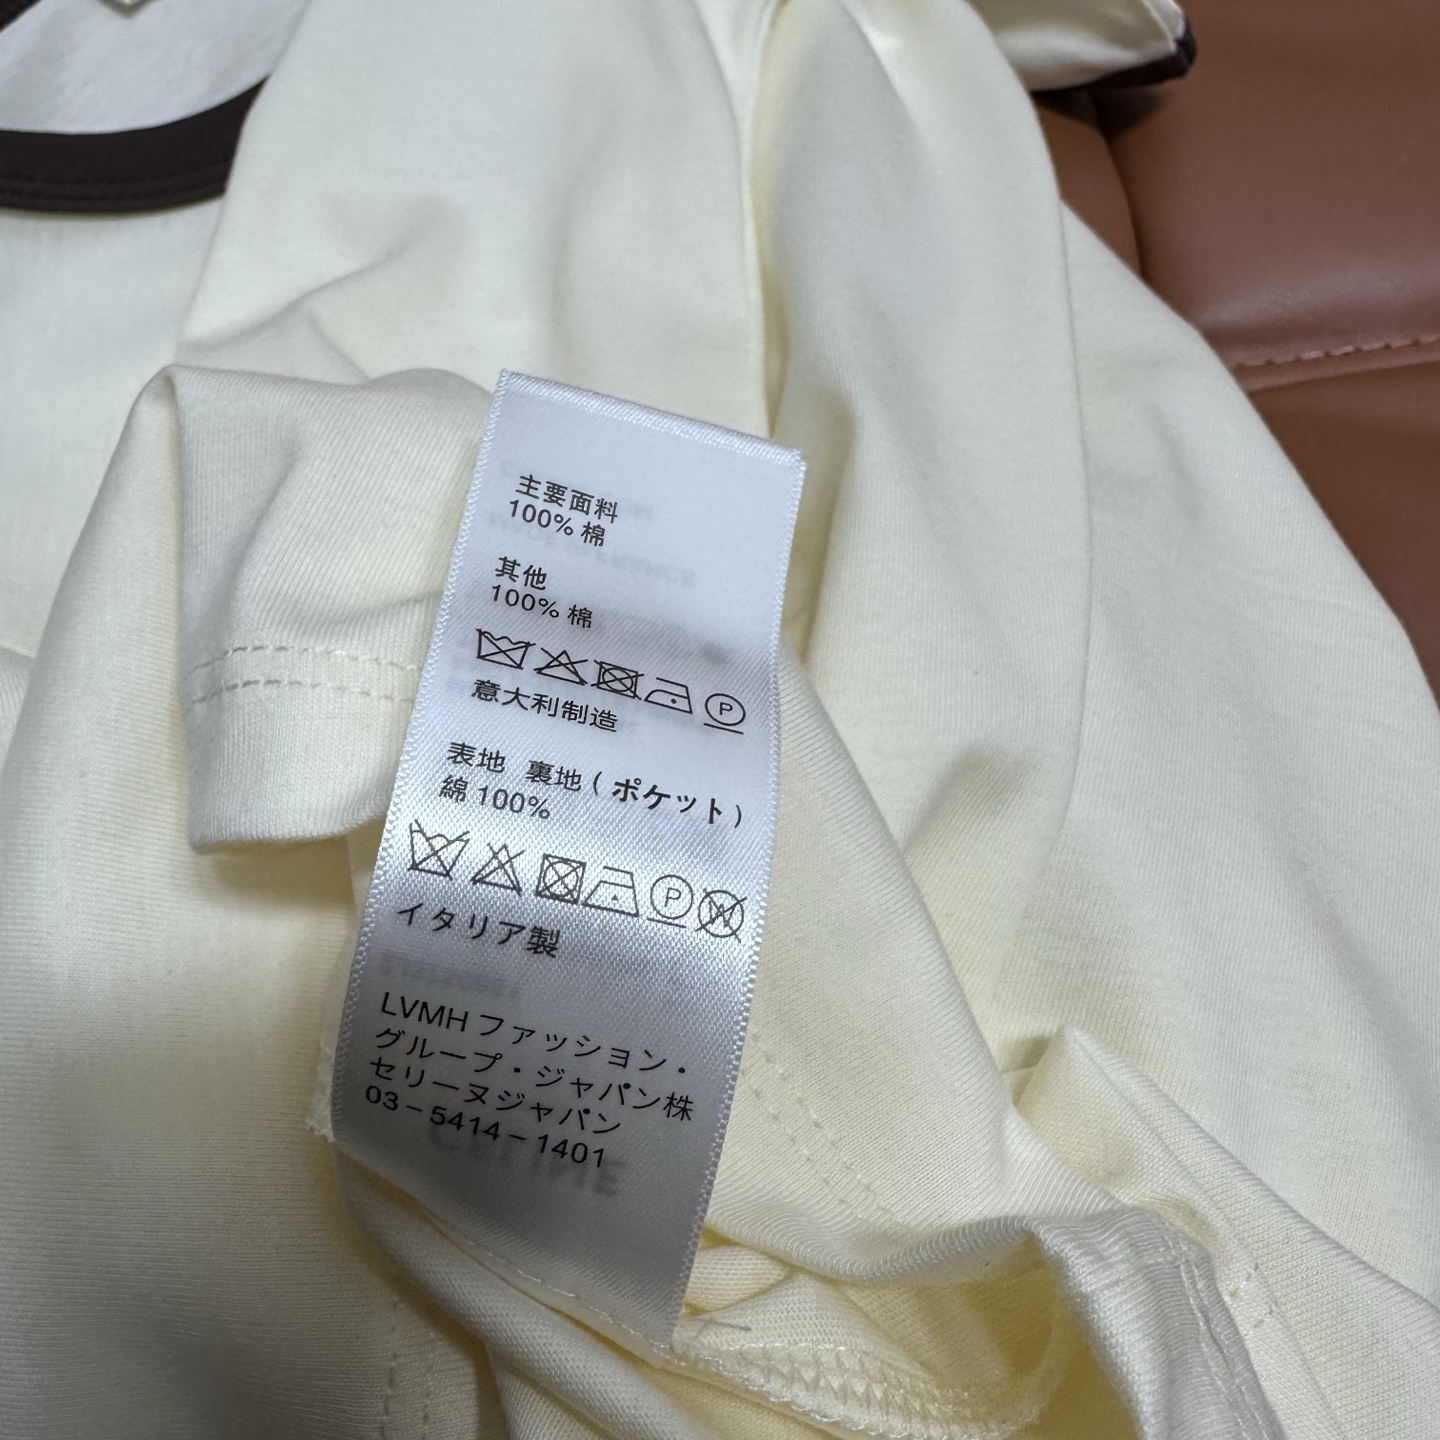 主要面料
100% 棉
其他
100% 棉
P
意大利制造
表地 裏地 ( ポケット )
綿 100%
P W
イタリア製
LVMH ファッション・
グループ・ジャパン株
セリーヌジャパン
03-5414-1401